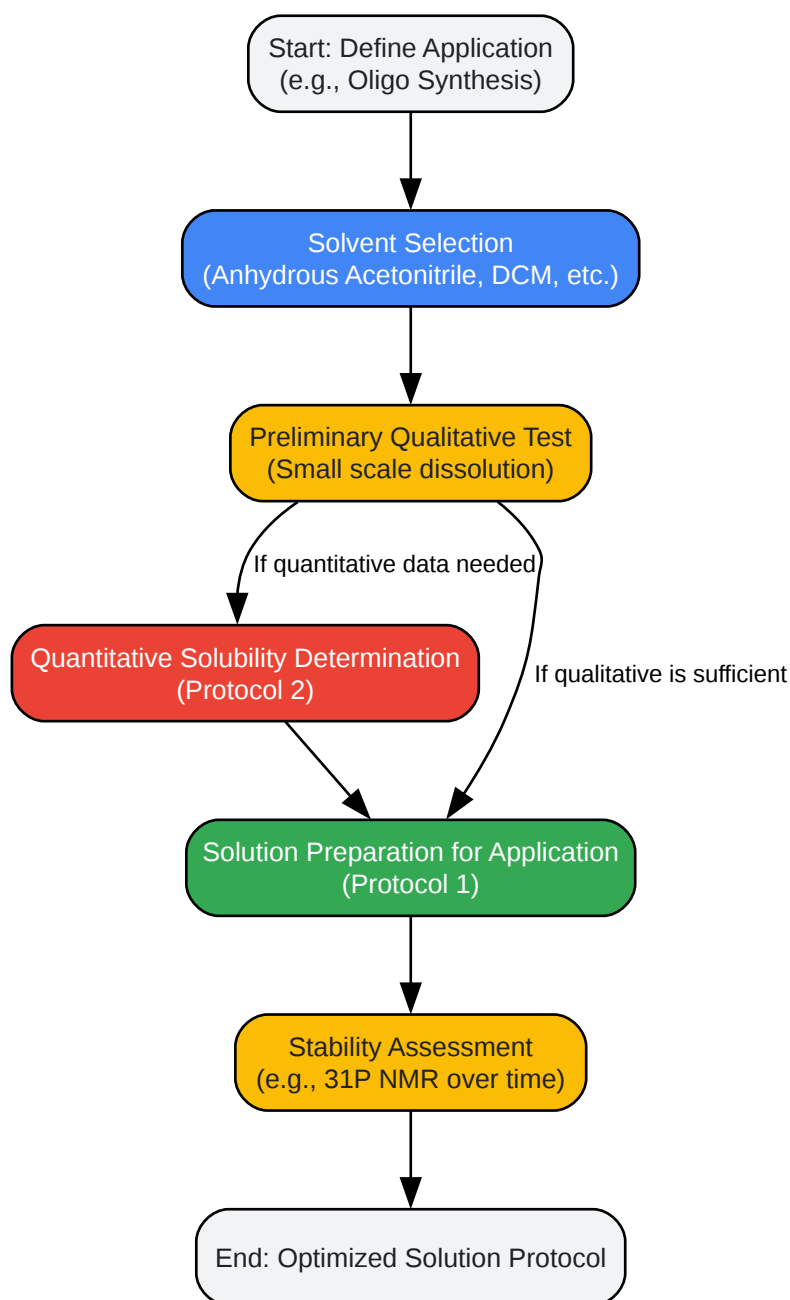 Start: Define Application
(e.g., Oligo Synthesis)
Solvent Selection
(Anhydrous Acetonitrile, DCM, etc.)
Preliminary Qualitative Test
(Small scale dissolution)
If quantitative data needed
Quantitative Solubility Determination
(Protocol 2)
If qualitative is sufficient
Solution Preparation for Application
(Protocol 1)
Stability Assessment
(e.g., 31P NMR over time)
End: Optimized Solution Protocol